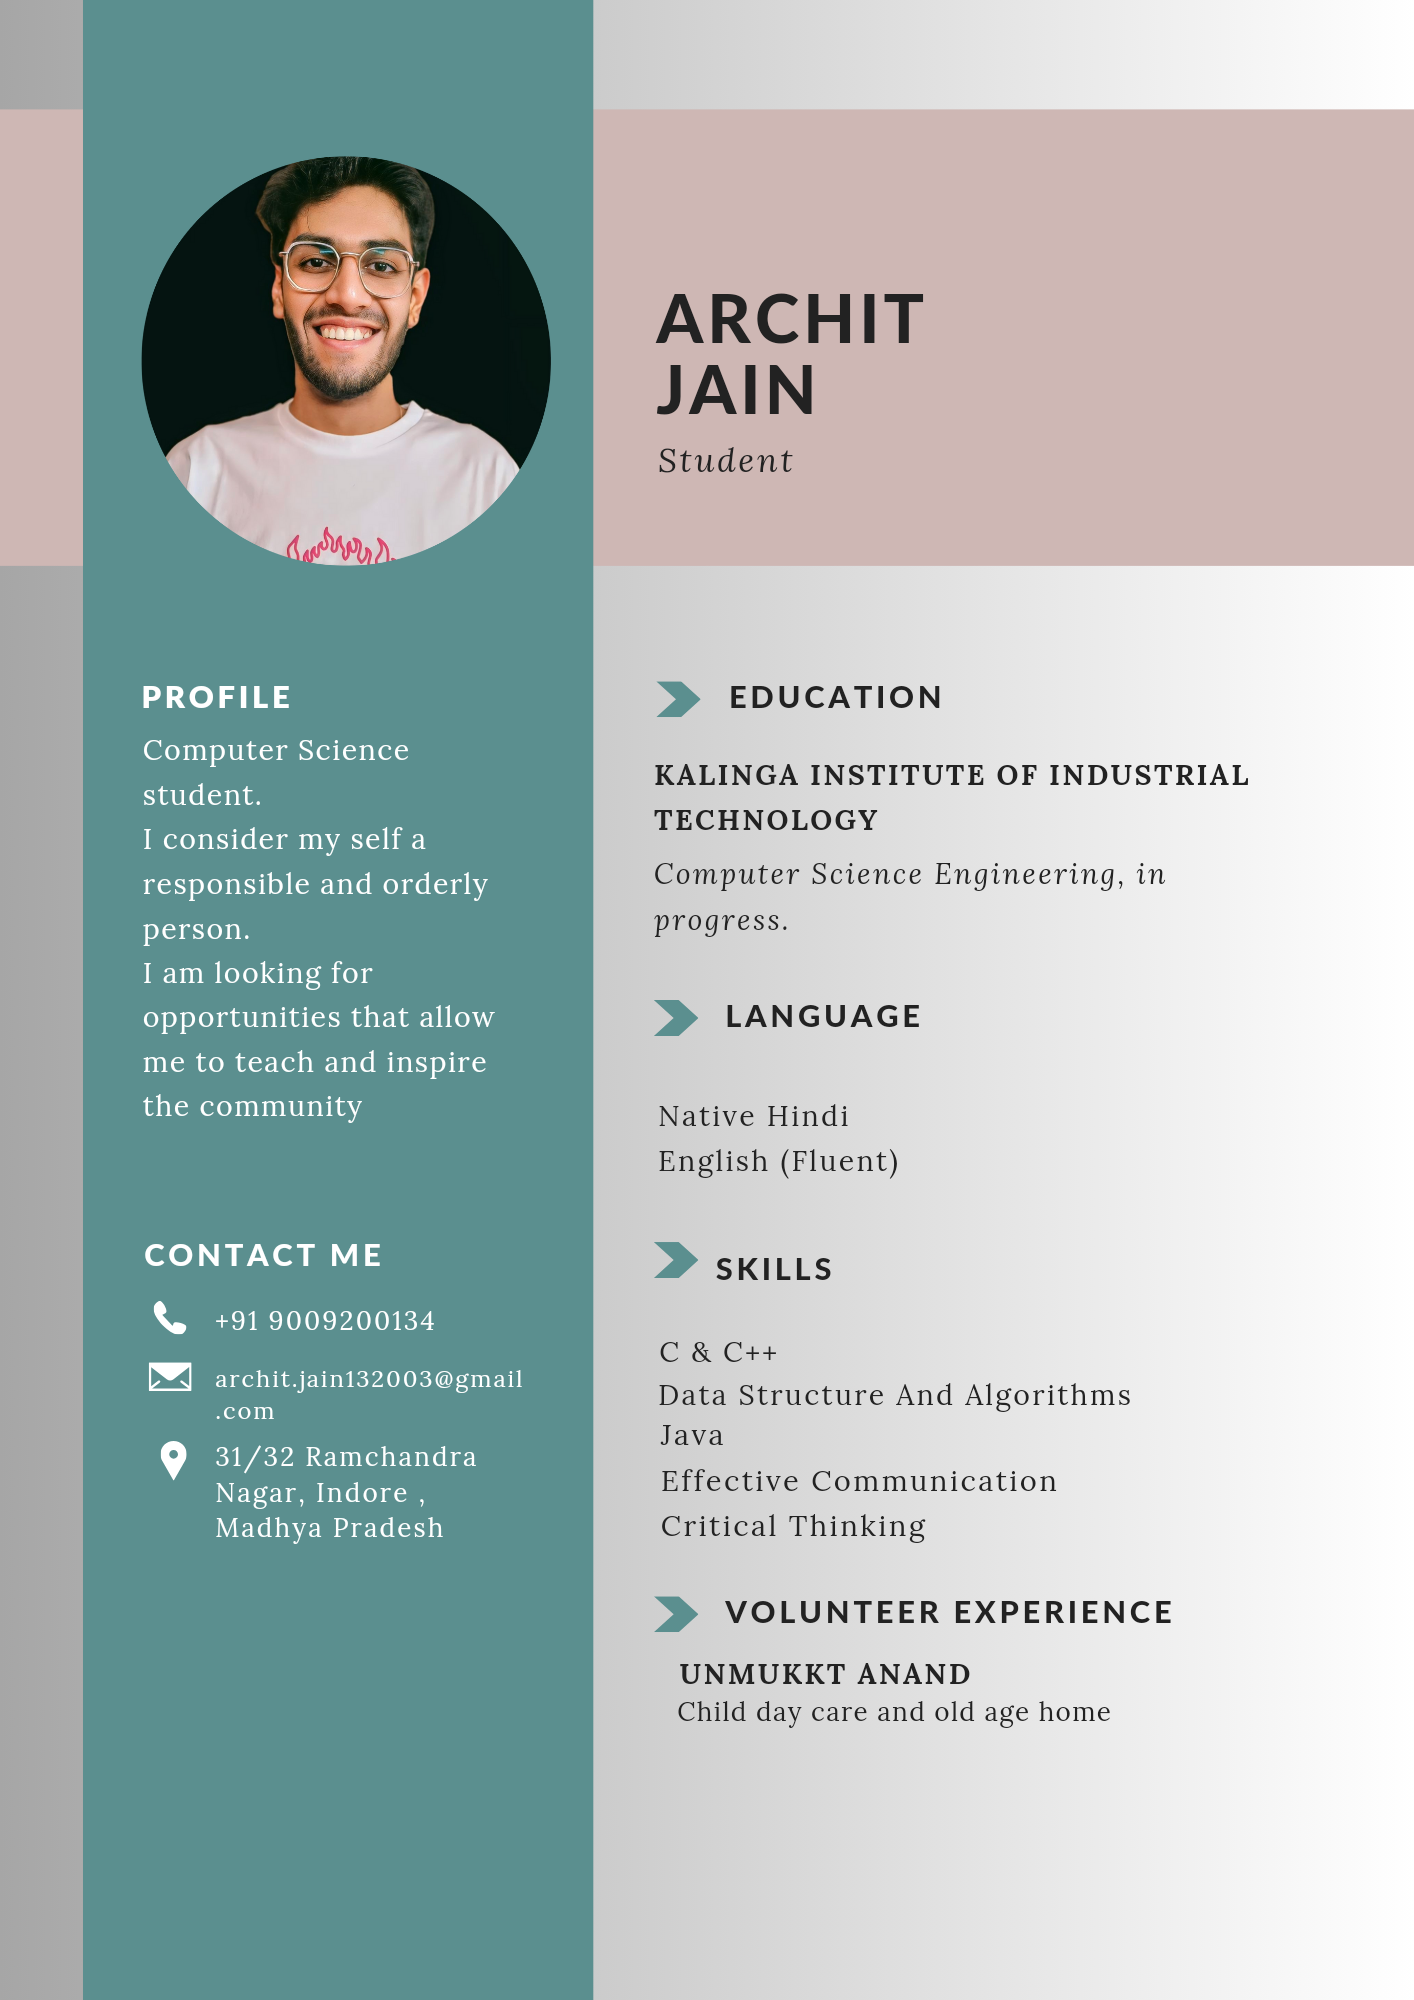 ARCHIT
JAIN
Student
PROFILE
Computer Science
student.
I consider my self a
responsible and orderly
person.
I am looking for
opportunities that allow
me to teach and inspire
the community
CONTACT ME
+91 9009200134
archit.jain132003@gmail
.com
31/32 Ramchandra
Nagar, Indore ,
Madhya Pradesh
EDUCATION
KALINGA INSTITUTE OF INDUSTRIAL
TECHNOLOGY
Computer Science Engineering, in
progress.
LANGUAGE
Native Hindi
English (Fluent)
SKILLS
C & C++
Data Structure And Algorithms
Java
Effective Communication
Critical Thinking
VOLUNTEER EXPERIENCE
UNMUKKT ANAND
Child day care and old age home